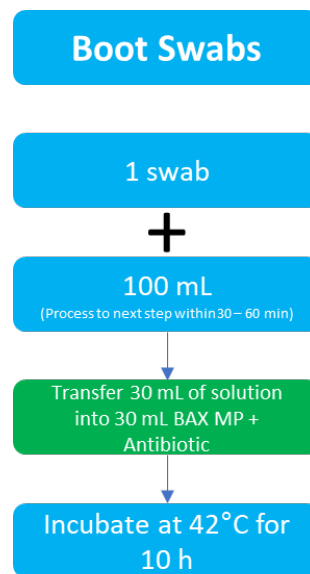 Boot Swabs
1 swab
+
100 mL
(Process to next step within 30 – 60 min)
Transfer 30 mL of solution
into 30 mL BAX MP +
Antibiotic
Incubate at 42°C for
10 h